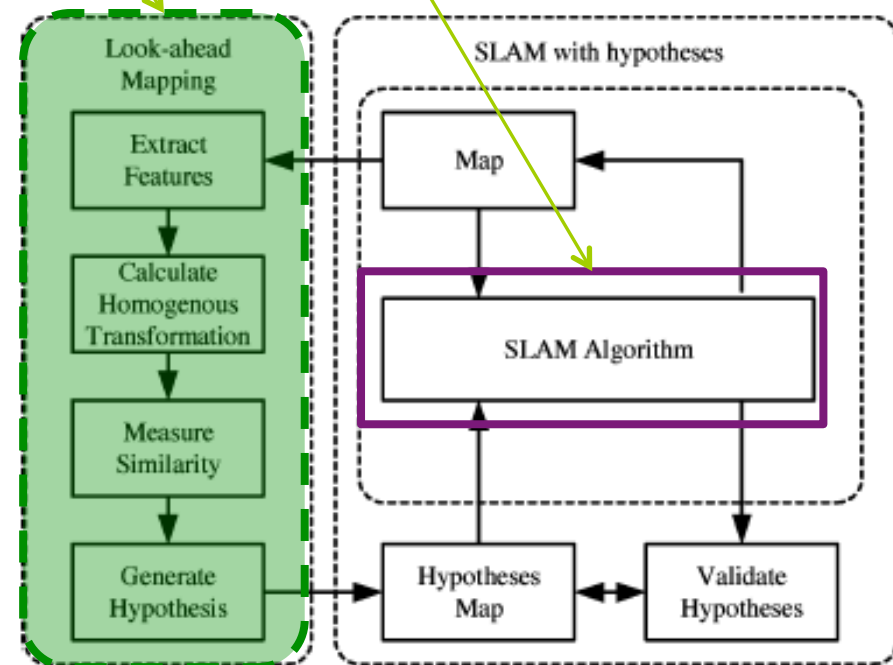 Look-ahead
Mapping
Extract
Features
Calculate
Homogenous
Transformation
Measure
Similarity
Generate
Hypothesis
SLAM with hypotheses
Map
SLAM Algorithm
Hypotheses
Map
Validate
Hypotheses